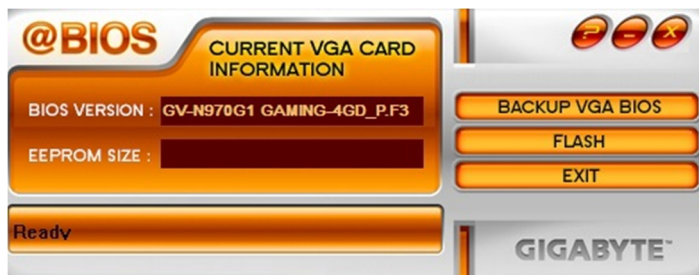 @BIOS
CURRENT VGA CARD
INFORMATION
BIOS VERSION : GV-N970G1 GAMING-4GD_P.F3
EEPROM SIZE :
Ready
? - X
BACKUP VGA BIOS
FLASH
EXIT
GIGABYTE™